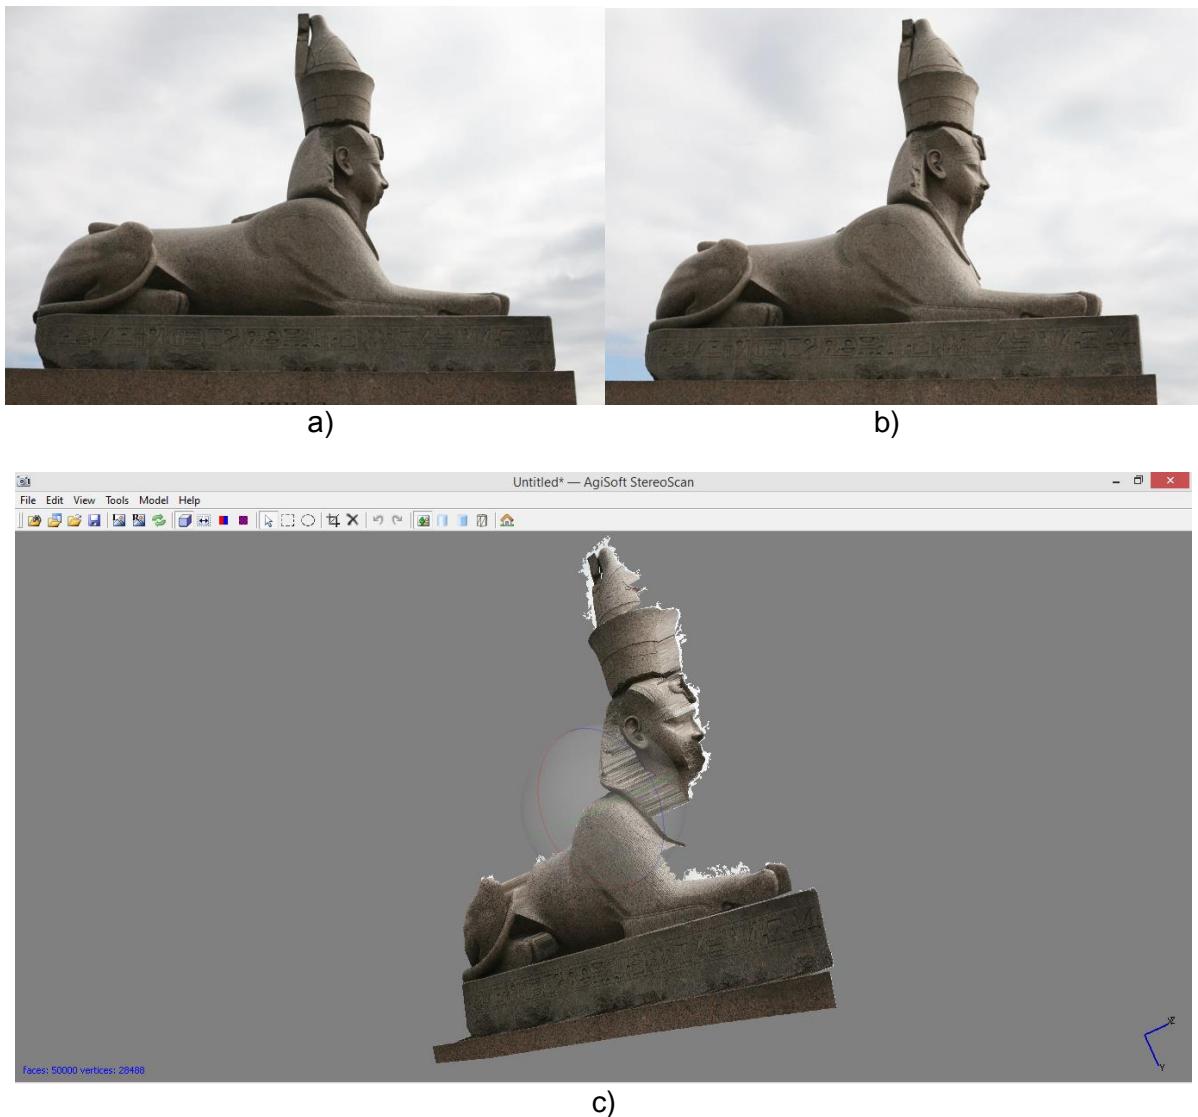 a)
b)
Untitled* — AgiSoft StereoScan
File Edit View Tools Model Help
faces: 50000 vertices: 28488
Y
c)